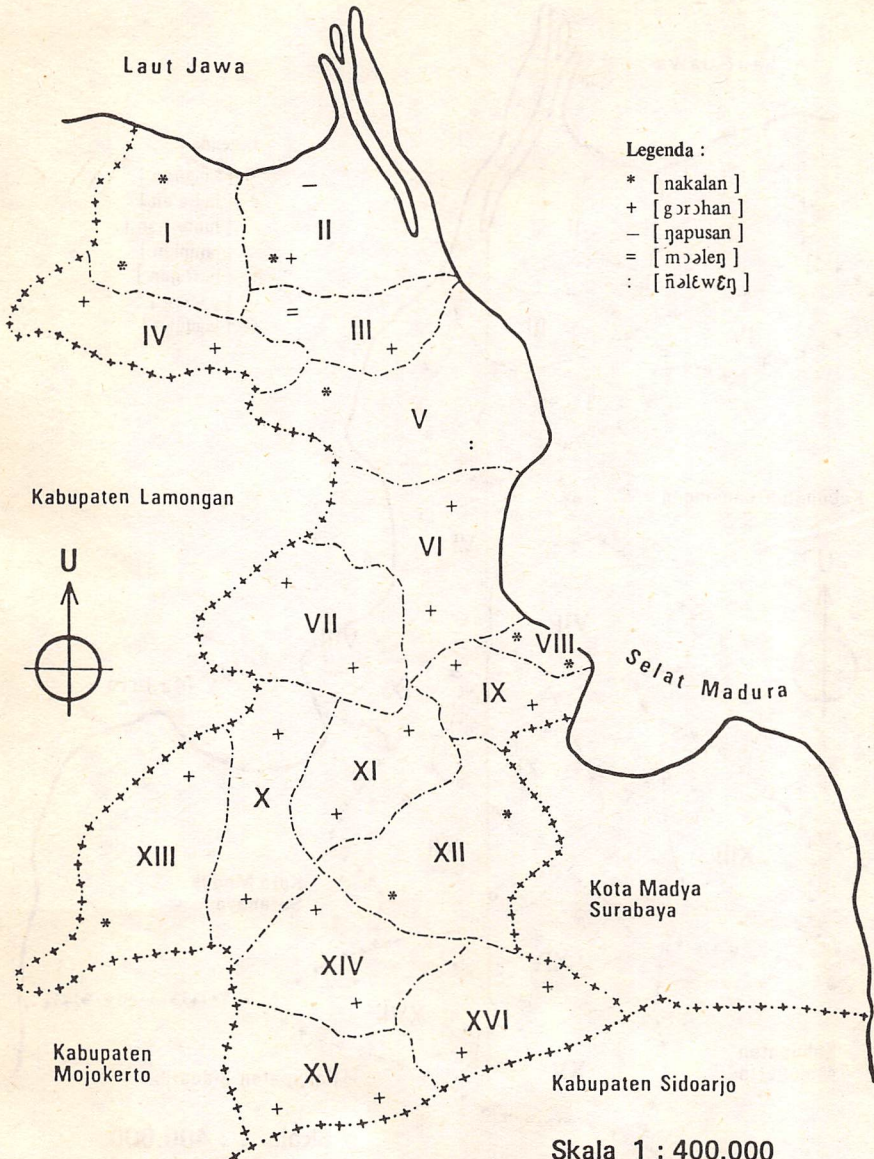 Laut Jawa
Legenda :
* [ nakalan ]
+ [ gɔrɔhan ]
– [ ŋapusan ]
= [ mɔəleŋ ]
: [ ñəlɛwɛŋ ]
I
II
III
IV
V
Kabupaten Lamongan
U
VI
VII
VIII
Selat Madura
IX
X
XI
XII
XIII
Kota Madya
Surabaya
XIV
XVI
Kabupaten
Mojokerto
XV
Kabupaten Sidoarjo
Skala 1 : 400.000